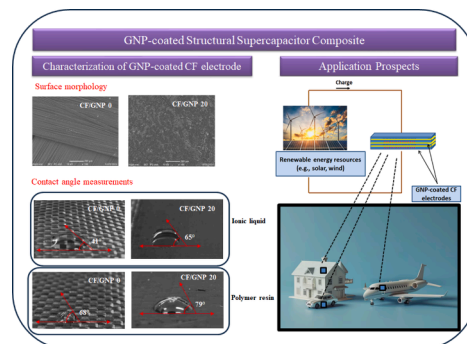 GNP-coated Structural Supercapacitor Composite
Characterization of GNP-coated CF electrode
Application Prospects
Surface morphology
CF/GNP 0
CF/GNP 20
Charge
Renewable energy resources
(e.g., solar, wind)
GNP-coated CF
electrodes
Contact angle measurements
CF/GNP 0
CF/GNP 20
65°
Ionic liquid
CF/GNP 0
CF/GNP 20
68°
79°
Polymer resin